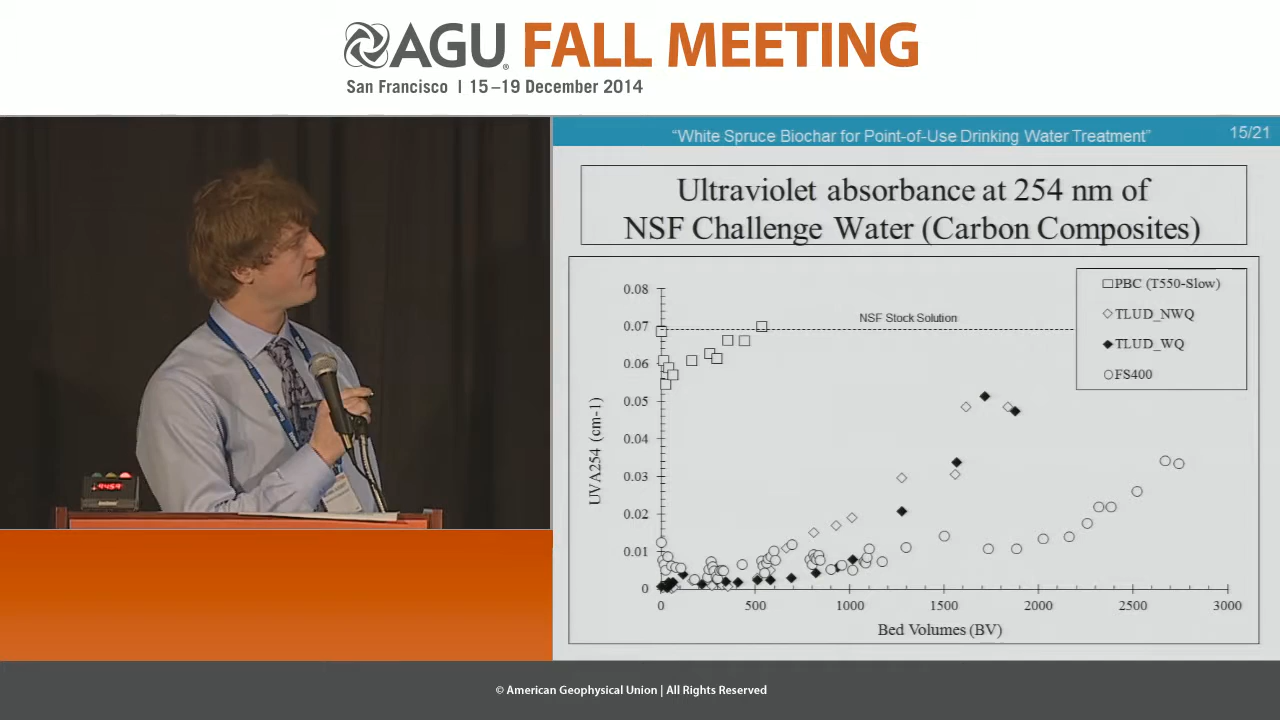 AGU FALL MEETING
San Francisco | 15–19 December 2014
“White Spruce Biochar for Point-of-Use Drinking Water Treatment”
15/21
Ultraviolet absorbance at 254 nm of
NSF Challenge Water (Carbon Composites)
PBC (T550-Slow)
TLUD_NWQ
TLUD_WQ
FS400
NSF Stock Solution
UVA254 (cm-1)
0.08
0.07
0.06
0.05
0.04
0.03
0.02
0.01
0
0 500 1000 1500 2000 2500 3000
Bed Volumes (BV)
© American Geophysical Union | All Rights Reserved